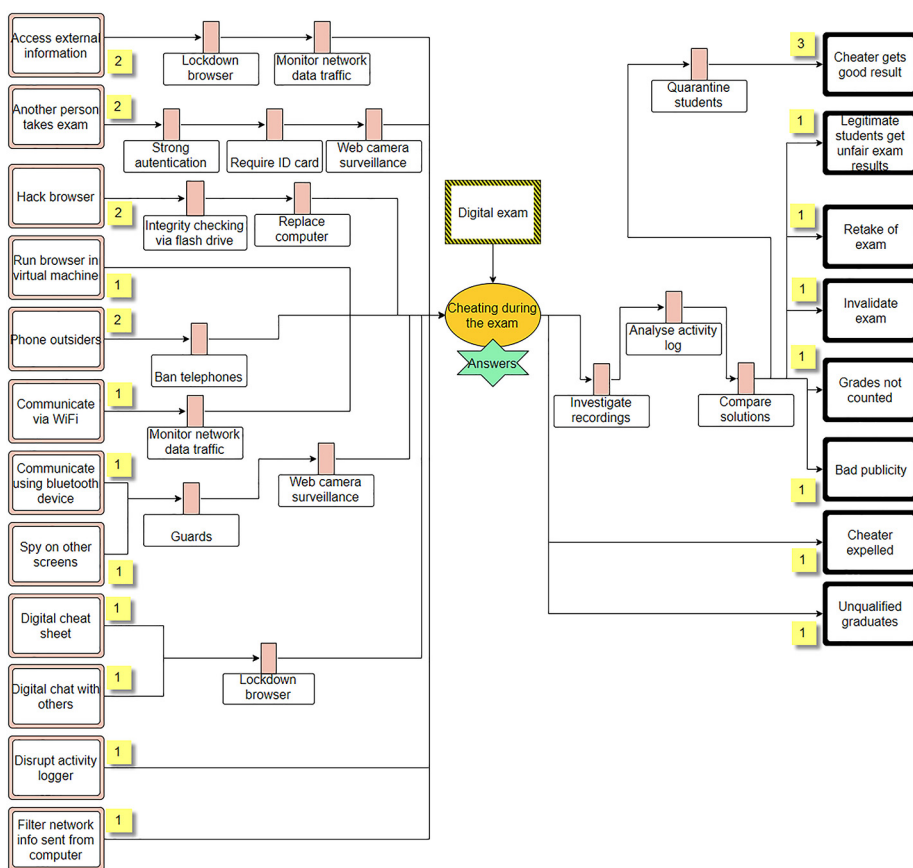 Access external
information
2
Lockdown
browser
Monitor network
data traffic
Another person
takes exam
2
Strong
autentication
Require ID card
Web camera
surveillance
Hack browser
2
Integrity checking
via flash drive
Replace
computer
Run browser in
virtual machine
1
Phone outsiders
2
Ban telephones
Communicate
via WiFi
1
Monitor network
data traffic
Communicate
using bluetooth
device
1
Guards
Web camera
surveillance
Spy on other
screens
1
Digital cheat
sheet
1
Lockdown
browser
Digital chat with
others
1
Disrupt activity
logger
1
Filter network
info sent from
computer
1
Digital exam
Cheating during
the exam
Answers
Investigate
recordings
Analyse activity
log
Compare
solutions
Quarantine
students
3
Cheater gets
good result
1
Legitimate
students get
unfair exam
results
1
Retake of
exam
1
Invalidate
exam
1
Grades not
counted
1
Bad publicity
1
Cheater
expelled
1
Unqualified
graduates